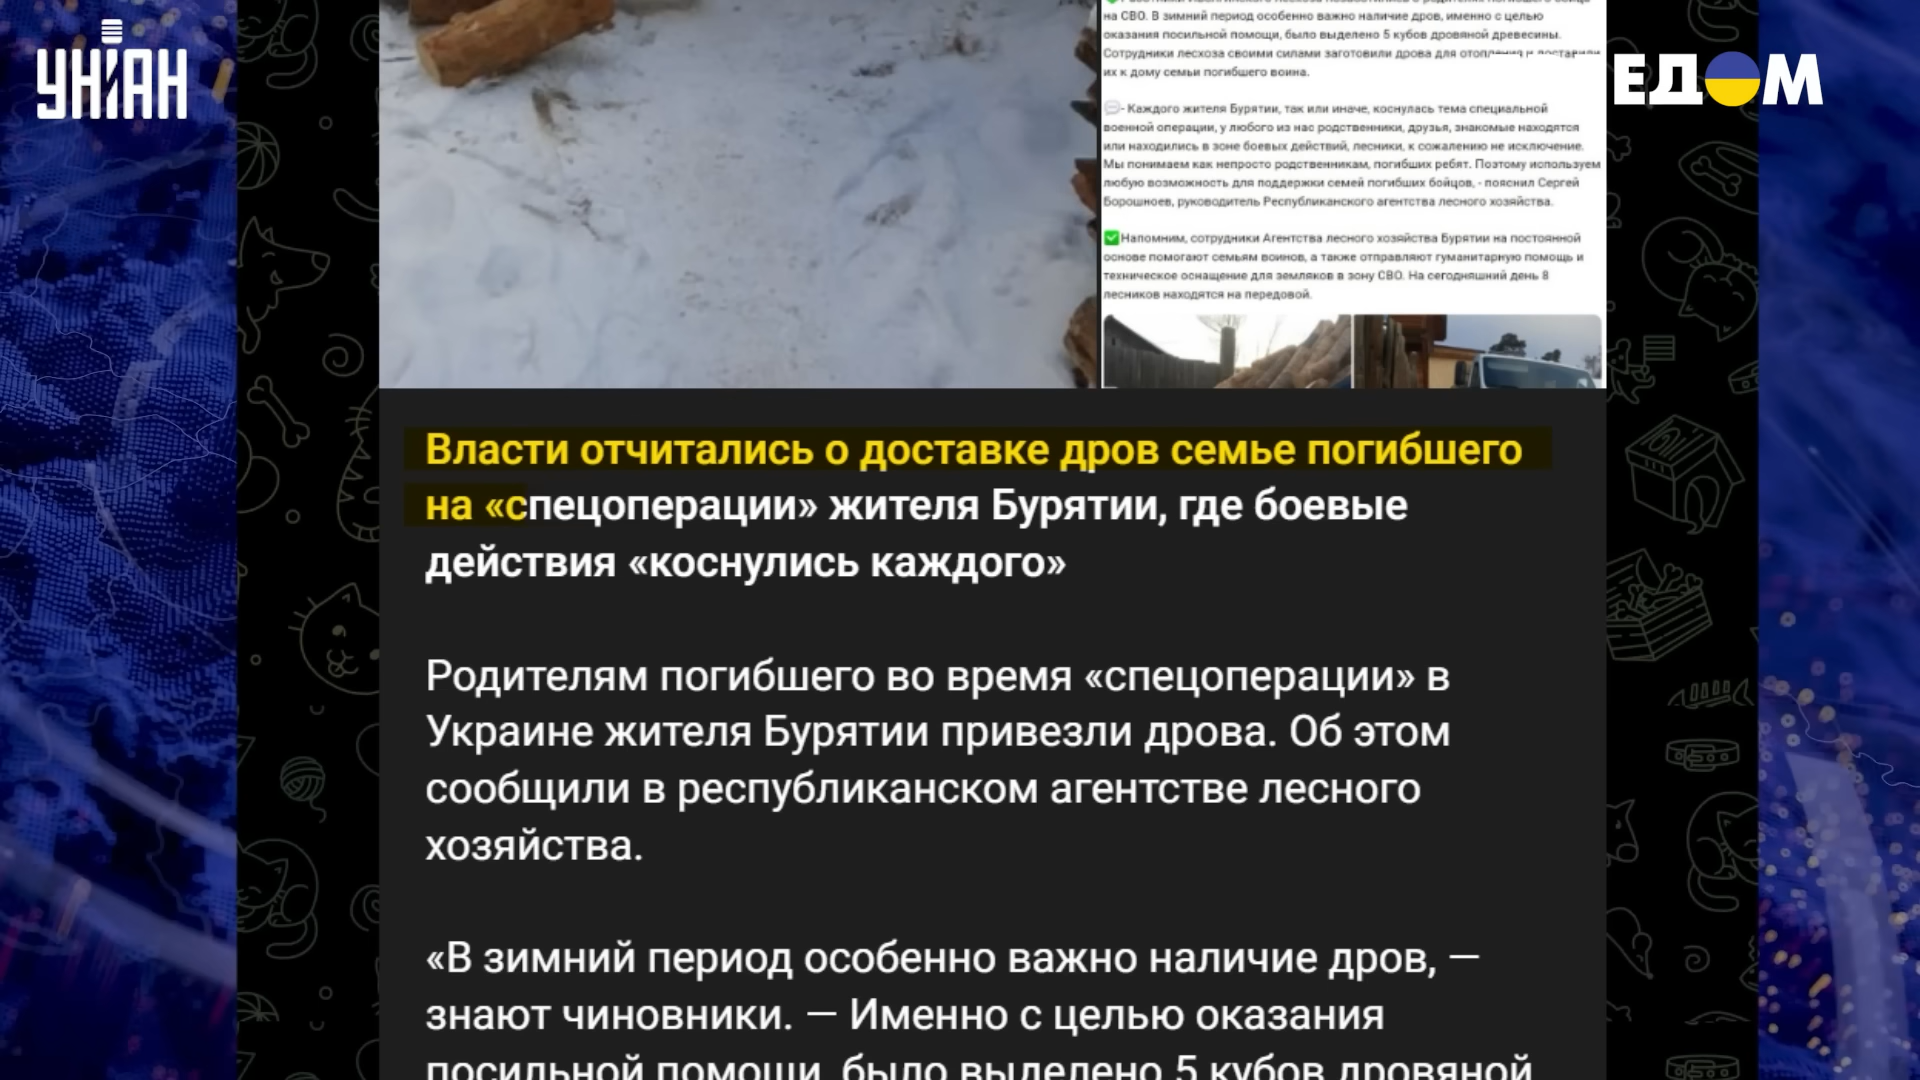 УНІАН
на СВО. В зимний период особенно важно наличие дров, именно с целью
оказания посильной помощи, было выделено 5 кубов дровяной древесины.
Сотрудники лесхоза своими силами заготовили дрова для отопления и доставили
их к дому семьи погибшего воина.
- Каждого жителя Бурятии, так или иначе, коснулась тема специальной
военной операции, у любого из нас родственники, друзья, знакомые находятся
или находились в зоне боевых действий, лесники, к сожалению не исключение.
Мы понимаем как непросто родственникам, погибших ребят. Поэтому используем
любую возможность для поддержки семей погибших бойцов, - пояснил Сергей
Борошноев, руководитель Республиканского агентства лесного хозяйства.
✅Напомним, сотрудники Агентства лесного хозяйства Бурятии на постоянной
основе помогают семьям воинов, а также отправляют гуманитарную помощь и
техническое оснащение для земляков в зону СВО. На сегодняшний день 8
лесников находятся на передовой.
ЕДОМ
Власти отчитались о доставке дров семье погибшего
на «спецоперации» жителя Бурятии, где боевые
действия «коснулись каждого»
Родителям погибшего во время «спецоперации» в
Украине жителя Бурятии привезли дрова. Об этом
сообщили в республиканском агентстве лесного
хозяйства.
«В зимний период особенно важно наличие дров, —
знают чиновники. — Именно с целью оказания
посильной помощи, было выделено 5 кубов дровяной